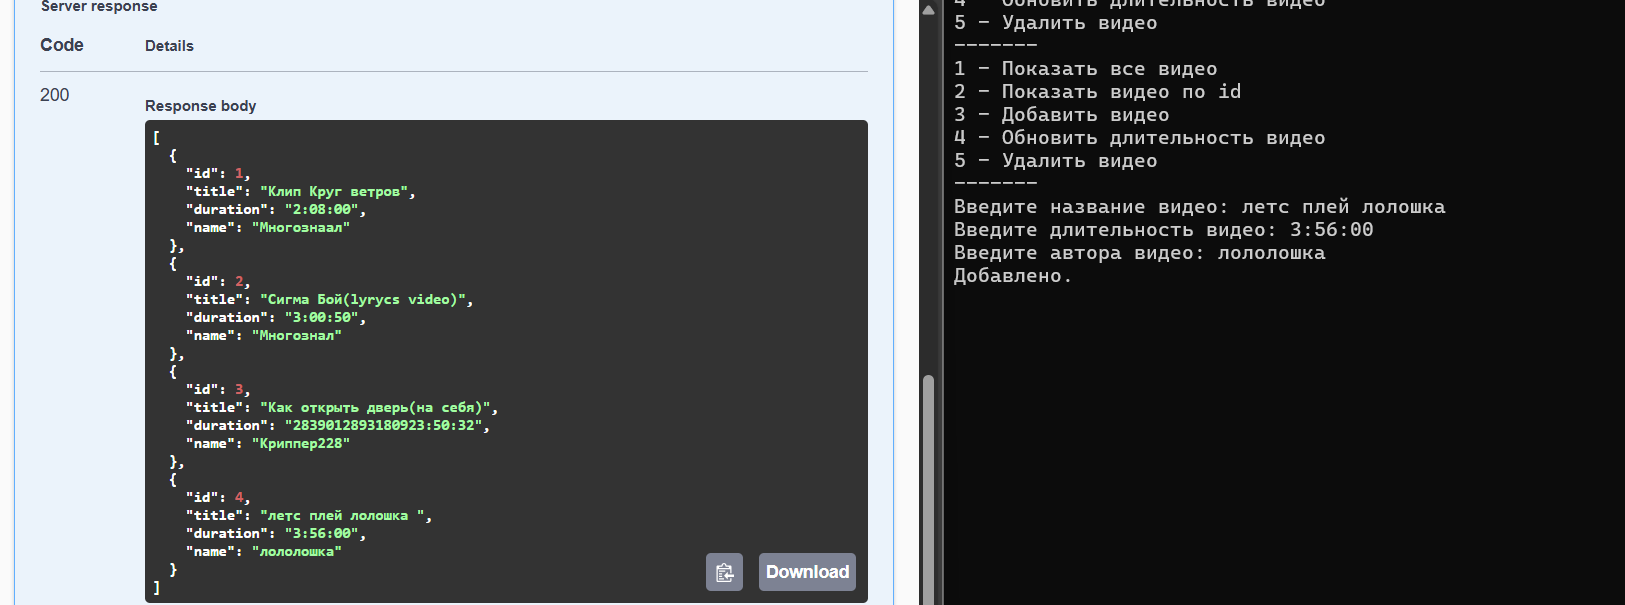 Server response
Code Details
200
Response body
[
{
"id": 1,
"title": "Клип Круг ветров",
"duration": "2:08:00",
"name": "Многознаал"
},
{
"id": 2,
"title": "Сигма Бой(lyrycs video)",
"duration": "3:00:50",
"name": "Многознал"
},
{
"id": 3,
"title": "Как открыть дверь(на себя)",
"duration": "2839012893180923:50:32",
"name": "Криппер228"
},
{
"id": 4,
"title": "летс плей лолошка ",
"duration": "3:56:00",
"name": "лололошка"
}
]
Download
4 - Обновить длительность видео
5 - Удалить видео
-------
1 - Показать все видео
2 - Показать видео по id
3 - Добавить видео
4 - Обновить длительность видео
5 - Удалить видео
-------
Введите название видео: летс плей лолошка
Введите длительность видео: 3:56:00
Введите автора видео: лололошка
Добавлено.